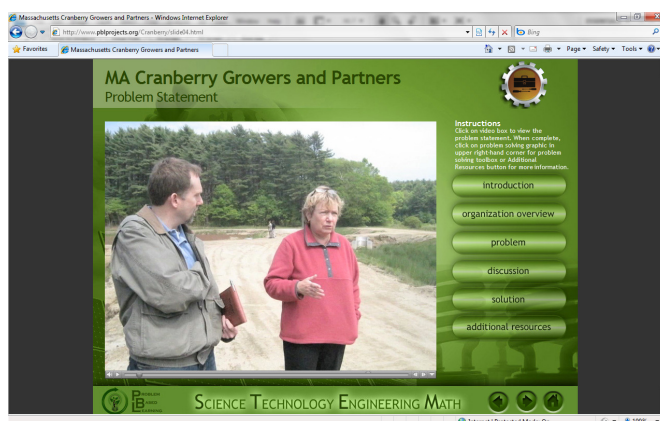 Massachusetts Cranberry Growers and Partners - Windows Internet Explorer
http://www.pblprojects.org/Cranberry/slide04.html
Bing
Favorites
Massachusetts Cranberry Growers and Partners
Page
Safety
Tools
MA Cranberry Growers and Partners
Problem Statement
Instructions
Click on video box to view the
problem statement. When complete,
click on problem solving graphic in
upper right-hand corner for problem
solving toolbox or Additional
Resources button for more information.
introduction
organization overview
problem
discussion
solution
additional resources
PROBLEM
BASED
LEARNING
SCIENCE TECHNOLOGY ENGINEERING MATH